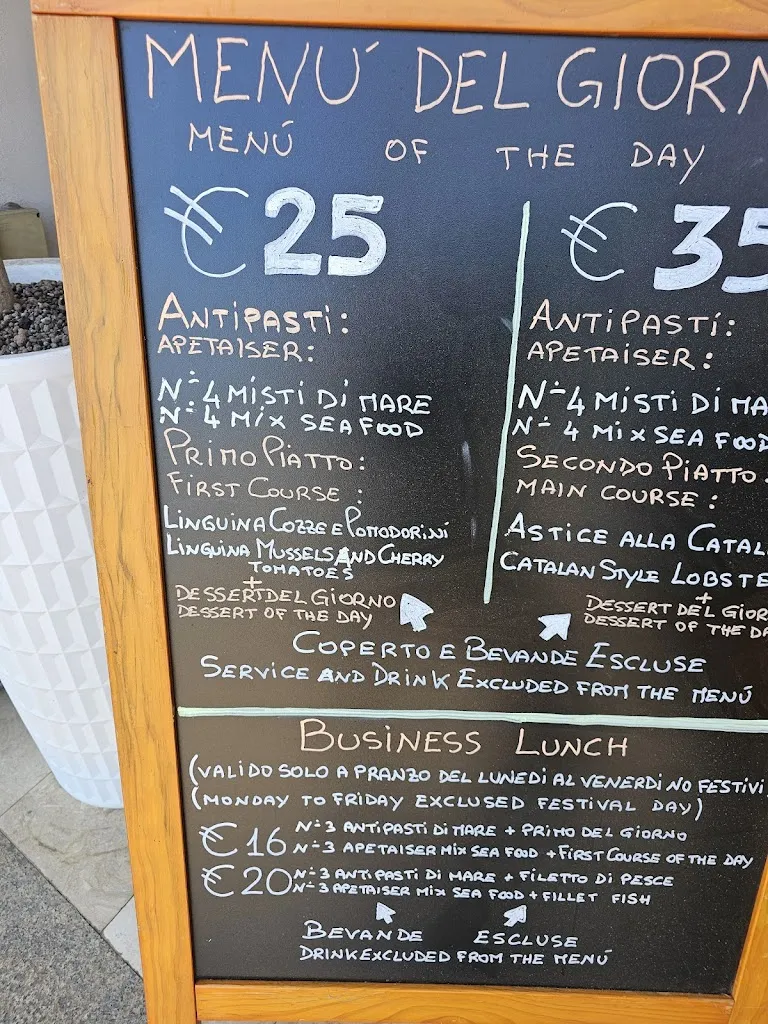 MENÚ DEL GIORN
MENÚ OF THE DAY
€ 25
ANTIPASTI:
APETAISER:
N° 4 MISTI DI MARE
N° 4 MIX SEA FOOD
PRIMO PIATTO:
FIRST COURSE:
LINGUINA COZZE E POMODORINI
LINGUINA MUSSELS AND CHERRY
TOMATOES
+
DESSERT DEL GIORNO
DESSERT OF THE DAY
€ 35
ANTIPASTI:
APETAISER:
N° 4 MISTI DI MA
N° 4 MIX SEA FOOD
SECONDO PIATTO:
MAIN COURSE:
ASTICE ALLA CATAL
CATALAN STYLE LOBSTE
+
DESSERT DEL GIOR
DESSERT OF THE DA
COPERTO E BEVANDE ESCLUSE
SERVICE AND DRINK EXCLUDED FROM THE MENÚ
BUSINESS LUNCH
(VALIDO SOLO A PRANZO DEL LUNEDI AL VENERDI NO FESTIVI)
(MONDAY TO FRIDAY EXCLUSED FESTIVAL DAY)
€ 16 N° 3 ANTIPASTI DI MARE + PRIMO DEL GIORNO
N° 3 APETAISER MIX SEA FOOD + FIRST COURSE OF THE DAY
€ 20 N° 3 ANTIPASTI DI MARE + FILETTO DI PESCE
N° 3 APETAISER MIX SEA FOOD + FILLET FISH
BEVANDE ESCLUSE
DRINK EXCLUDED FROM THE MENÚ